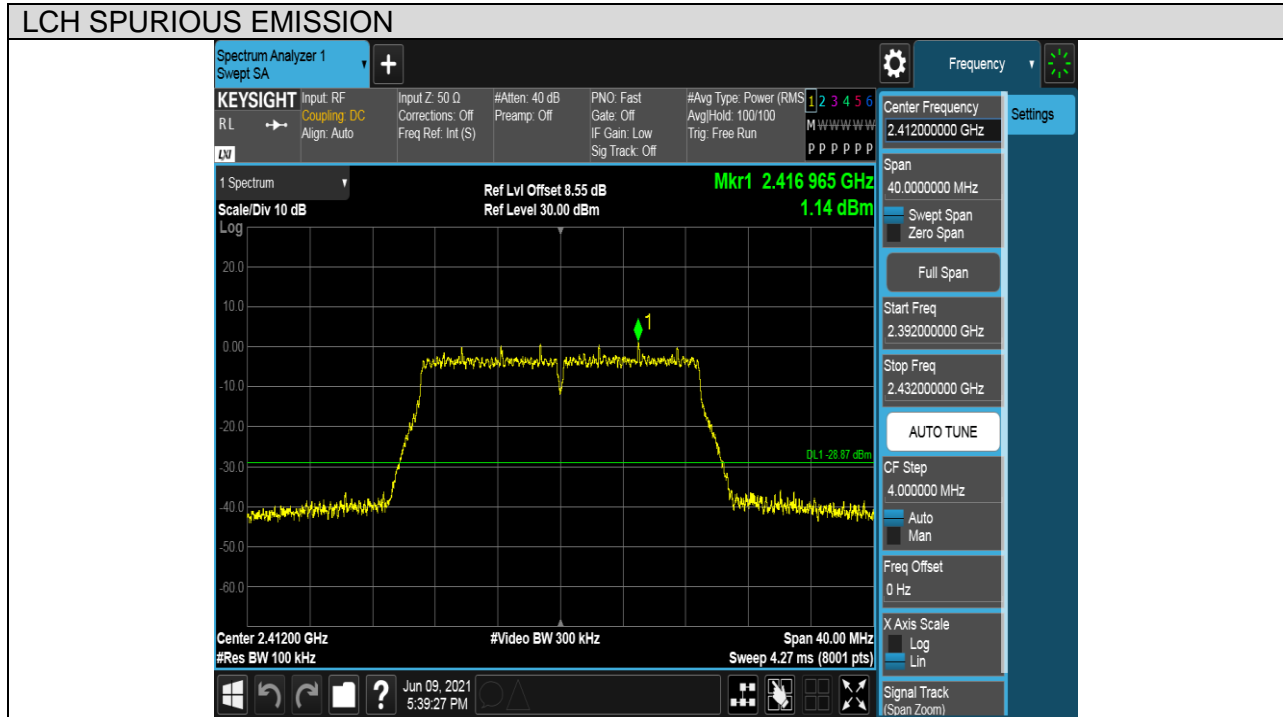 LCH SPURIOUS EMISSION
Spectrum Analyzer 1
Swept SA
+
Frequency
KEYSIGHT
RL
LXI
Input: RF
Coupling: DC
Align: Auto
Input Z: 50 Ω
Corrections: Off
Freq Ref: Int (S)
#Atten: 40 dB
Preamp: Off
PNO: Fast
Gate: Off
IF Gain: Low
Sig Track: Off
#Avg Type: Power (RMS
Avg|Hold: 100/100
Trig: Free Run
1 2 3 4 5 6
M W W W W W
P P P P P P
1 Spectrum
Scale/Div 10 dB
Log
Ref Lvl Offset 8.55 dB
Ref Level 30.00 dBm
Mkr1 2.416 965 GHz
1.14 dBm
20.0
10.0
0.00
-10.0
-20.0
-30.0
-40.0
-50.0
-60.0
1
DL1 -28.87 dBm
Center 2.41200 GHz
#Res BW 100 kHz
#Video BW 300 kHz
Span 40.00 MHz
Sweep 4.27 ms (8001 pts)
?
Jun 09, 2021
5:39:27 PM
Center Frequency
2.412000000 GHz
Settings
Span
40.0000000 MHz
Swept Span
Zero Span
Full Span
Start Freq
2.392000000 GHz
Stop Freq
2.432000000 GHz
AUTO TUNE
CF Step
4.000000 MHz
Auto
Man
Freq Offset
0 Hz
X Axis Scale
Log
Lin
Signal Track
(Span Zoom)